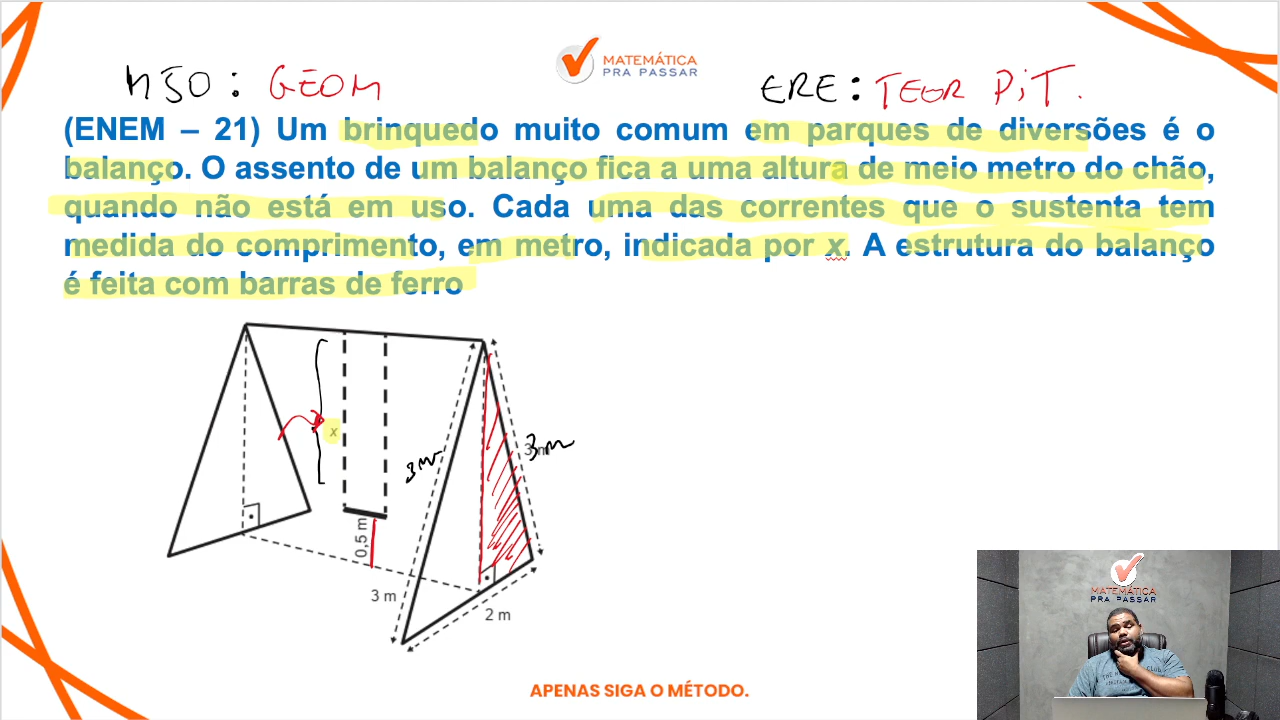 MATEMÁTICA
PRA PASSAR
MJO : GEOM
ERE : TEOR PIT.
(ENEM – 21) Um brinquedo muito comum em parques de diversões é o
balanço. O assento de um balanço fica a uma altura de meio metro do chão,
quando não está em uso. Cada uma das correntes que o sustenta tem
medida do comprimento, em metro, indicada por x. A estrutura do balanço
é feita com barras de ferro
x
3m
3m
0,5 m
3 m
2 m
MATEMÁTICA
PRA PASSAR
APENAS SIGA O MÉTODO.